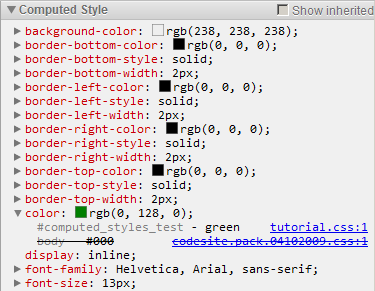 Computed Style Show inherited
background-color: rgb(238, 238, 238);
border-bottom-color: rgb(0, 0, 0);
border-bottom-style: solid;
border-bottom-width: 2px;
border-left-color: rgb(0, 0, 0);
border-left-style: solid;
border-left-width: 2px;
border-right-color: rgb(0, 0, 0);
border-right-style: solid;
border-right-width: 2px;
border-top-color: rgb(0, 0, 0);
border-top-style: solid;
border-top-width: 2px;
color: rgb(0, 128, 0);
#computed_styles_test - green tutorial.css:1
body - #000 codesite.pack.04102009.css:1
display: inline;
font-family: Helvetica, Arial, sans-serif;
font-size: 13px;